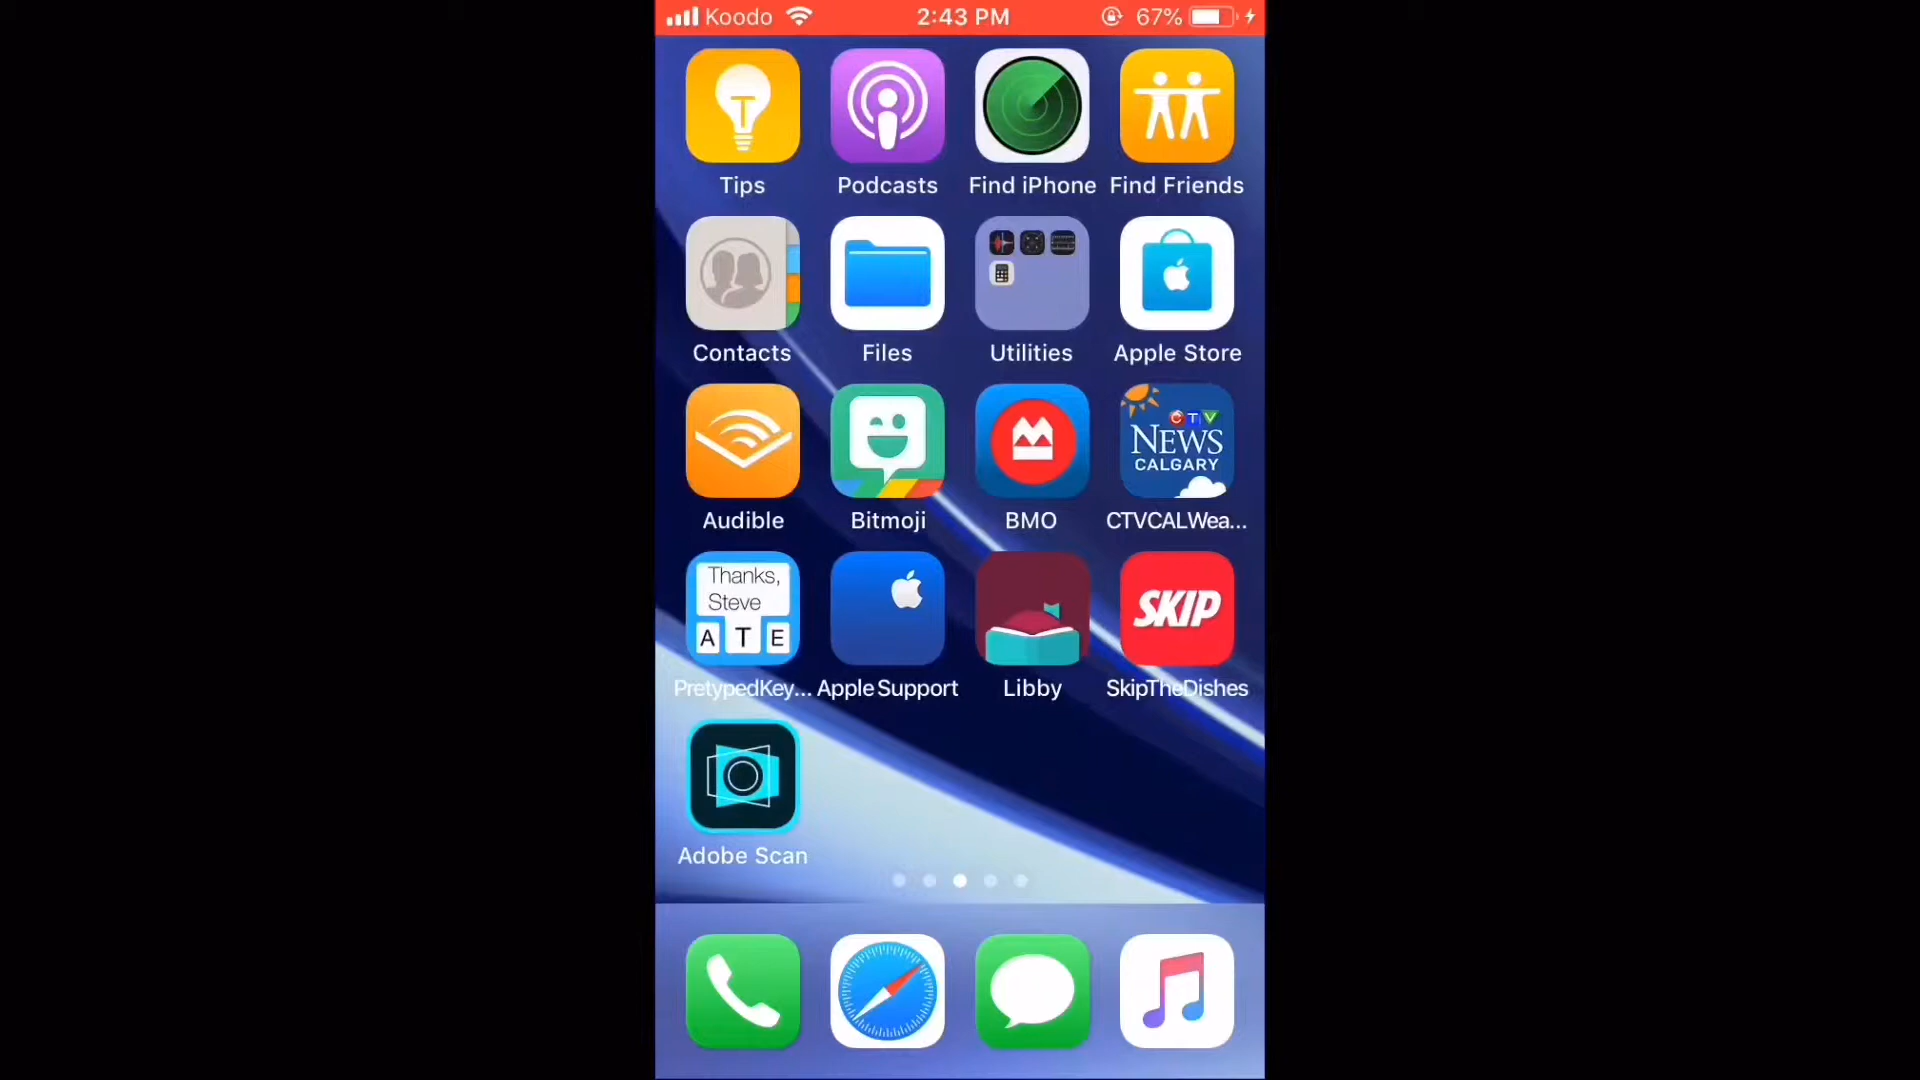 Koodo 2:43 PM 67%
T
Tips Podcasts Find iPhone Find Friends
Contacts Files Utilities Apple Store
CTV
NEWS
CALGARY
Audible Bitmoji BMO CTVCALWea...
Thanks,
Steve
A T E
SKIP
PretypedKey... Apple Support Libby SkipTheDishes
Adobe Scan